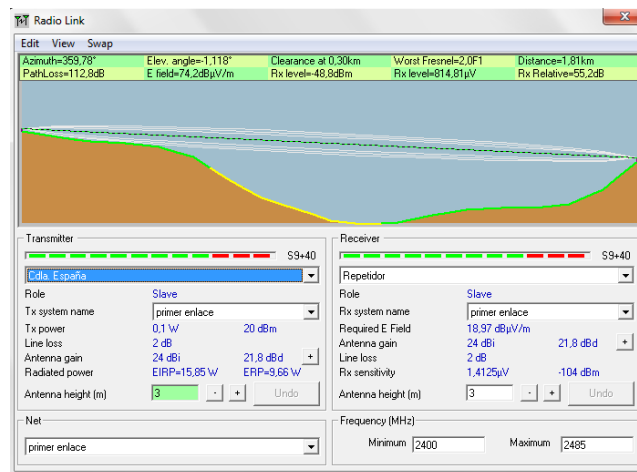 Radio Link
Edit View Swap
Azimuth=359,78° Elev. angle=-1,118° Clearance at 0,30km Worst Fresnel=2,0F1 Distance=1,81km
PathLoss=112,8dB E field=74,2dBµV/m Rx level=-48,8dBm Rx level=814,81µV Rx Relative=55,2dB
Transmitter Receiver
S9+40 S9+40
Cdla. España Repetidor
Role Slave Role Slave
Tx system name primer enlace Rx system name primer enlace
Tx power 0,1 W 20 dBm Required E Field 18,97 dBµV/m
Line loss 2 dB Antenna gain 24 dBi 21,8 dBd +
Antenna gain 24 dBi 21,8 dBd + Line loss 2 dB
Radiated power EIRP=15,85 W ERP=9,66 W Rx sensitivity 1,4125µV -104 dBm
Antenna height (m) 3 - + Undo Antenna height (m) 3 - + Undo
Net Frequency (MHz)
primer enlace Minimum 2400 Maximum 2485